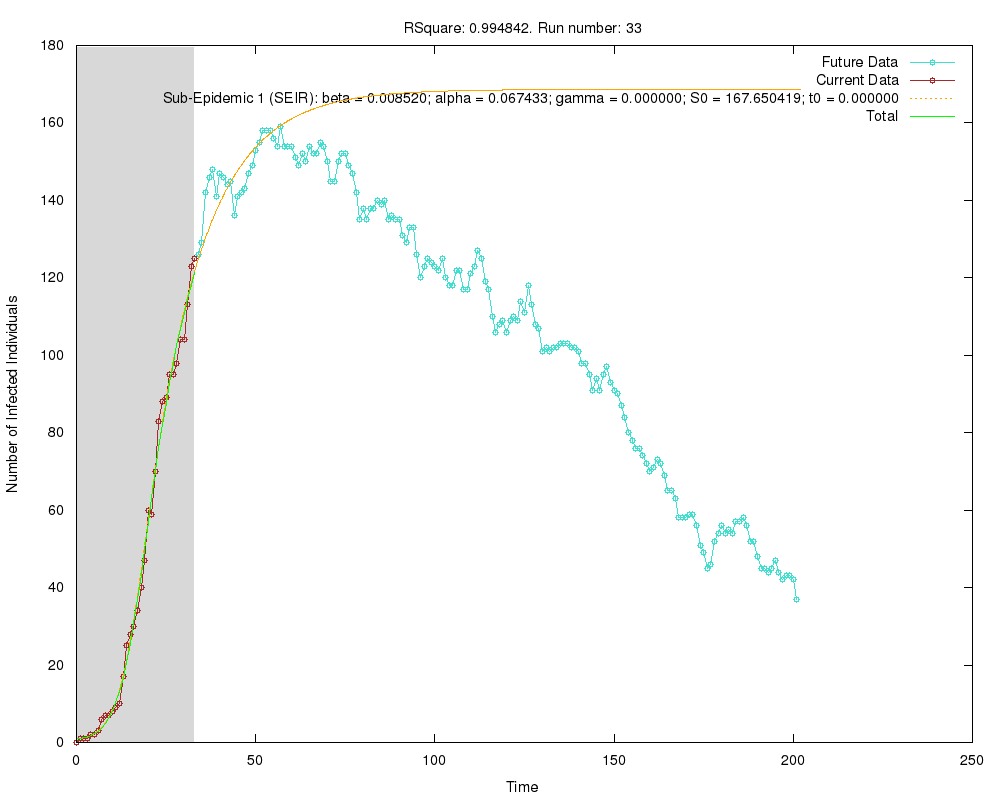 RSquare: 0.994842. Run number: 33
Future Data
Current Data
Sub-Epidemic 1 (SEIR): beta = 0.008520; alpha = 0.067433; gamma = 0.000000; S0 = 167.650419; t0 = 0.000000
Total
180
160
140
120
100
80
60
40
20
0
Number of Infected Individuals
0
50
100
150
200
250
Time